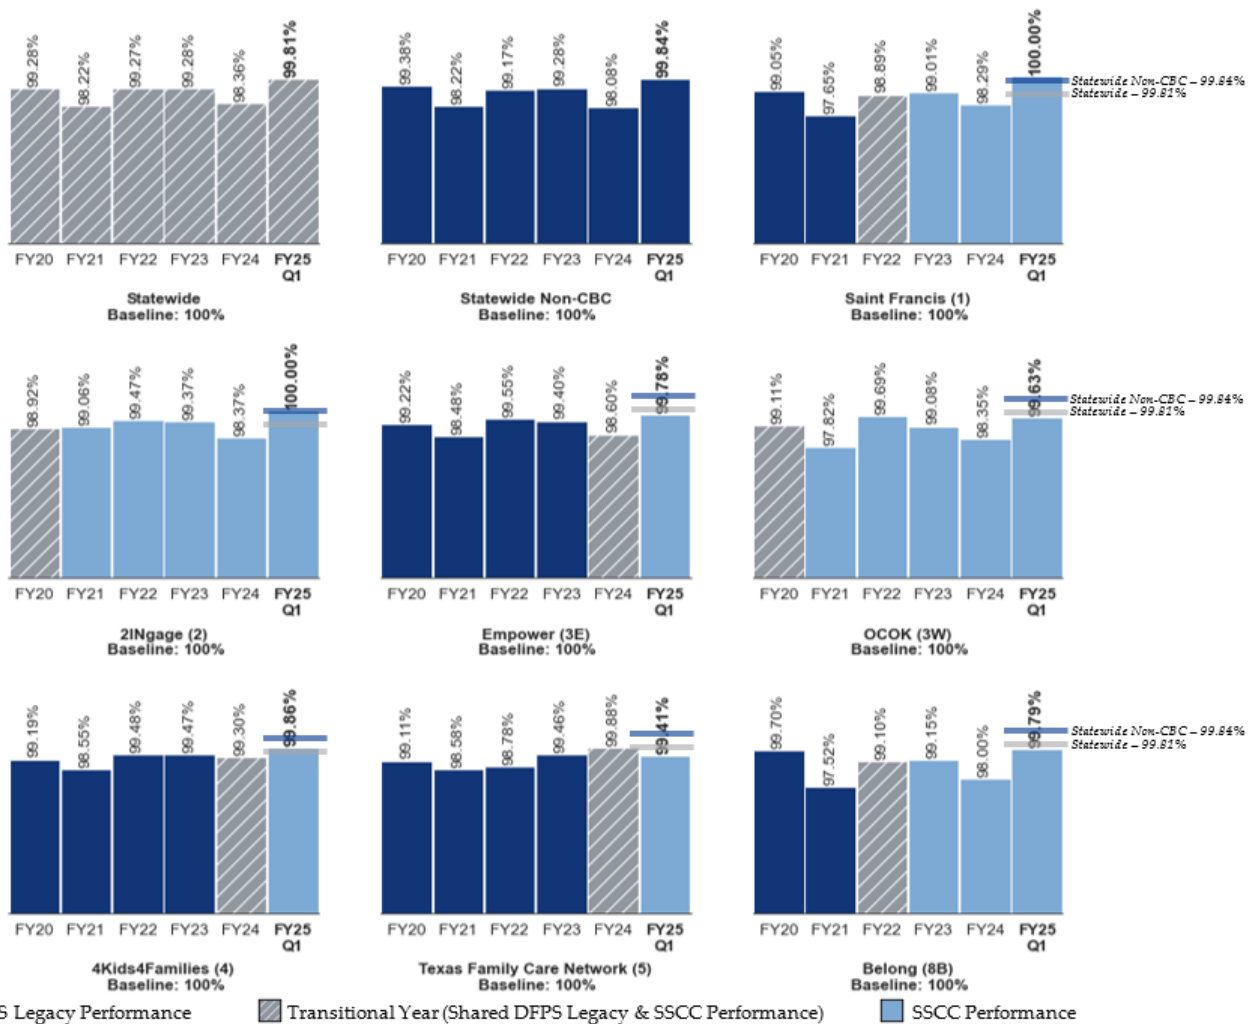 99.28% 98.22% 99.27% 99.28% 98.36% 99.81%
FY20 FY21 FY22 FY23 FY24 FY25 Q1
Statewide
Baseline: 100%
99.38% 98.22% 99.17% 99.28% 98.08% 99.84%
FY20 FY21 FY22 FY23 FY24 FY25 Q1
Statewide Non-CBC
Baseline: 100%
99.05% 97.65% 98.89% 99.01% 98.29% 100.00%
Statewide Non-CBC – 99.84%
Statewide – 99.81%
FY20 FY21 FY22 FY23 FY24 FY25 Q1
Saint Francis (1)
Baseline: 100%
98.92% 99.06% 99.47% 99.37% 98.37% 100.00%
FY20 FY21 FY22 FY23 FY24 FY25 Q1
2INgage (2)
Baseline: 100%
99.22% 98.48% 99.55% 99.40% 98.60% 99.78%
FY20 FY21 FY22 FY23 FY24 FY25 Q1
Empower (3E)
Baseline: 100%
99.11% 97.82% 99.69% 99.08% 98.35% 99.63%
Statewide Non-CBC – 99.84%
Statewide – 99.81%
FY20 FY21 FY22 FY23 FY24 FY25 Q1
OCOK (3W)
Baseline: 100%
99.19% 98.55% 99.48% 99.47% 99.30% 99.86%
FY20 FY21 FY22 FY23 FY24 FY25 Q1
4Kids4Families (4)
Baseline: 100%
99.11% 98.58% 98.78% 99.46% 99.88% 99.41%
FY20 FY21 FY22 FY23 FY24 FY25 Q1
Texas Family Care Network (5)
Baseline: 100%
99.70% 97.52% 99.10% 99.15% 98.00% 99.79%
Statewide Non-CBC – 99.84%
Statewide – 99.81%
FY20 FY21 FY22 FY23 FY24 FY25 Q1
Belong (8B)
Baseline: 100%
S Legacy Performance
Transitional Year (Shared DFPS Legacy & SSCC Performance)
SSCC Performance